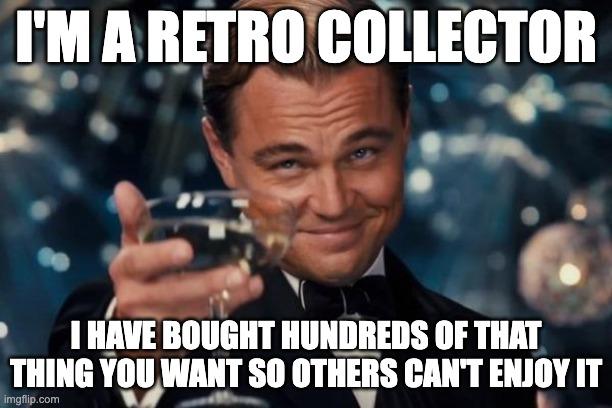 I'M A RETRO COLLECTOR
I HAVE BOUGHT HUNDREDS OF THAT
THING YOU WANT SO OTHERS CAN'T ENJOY IT
imgflip.com